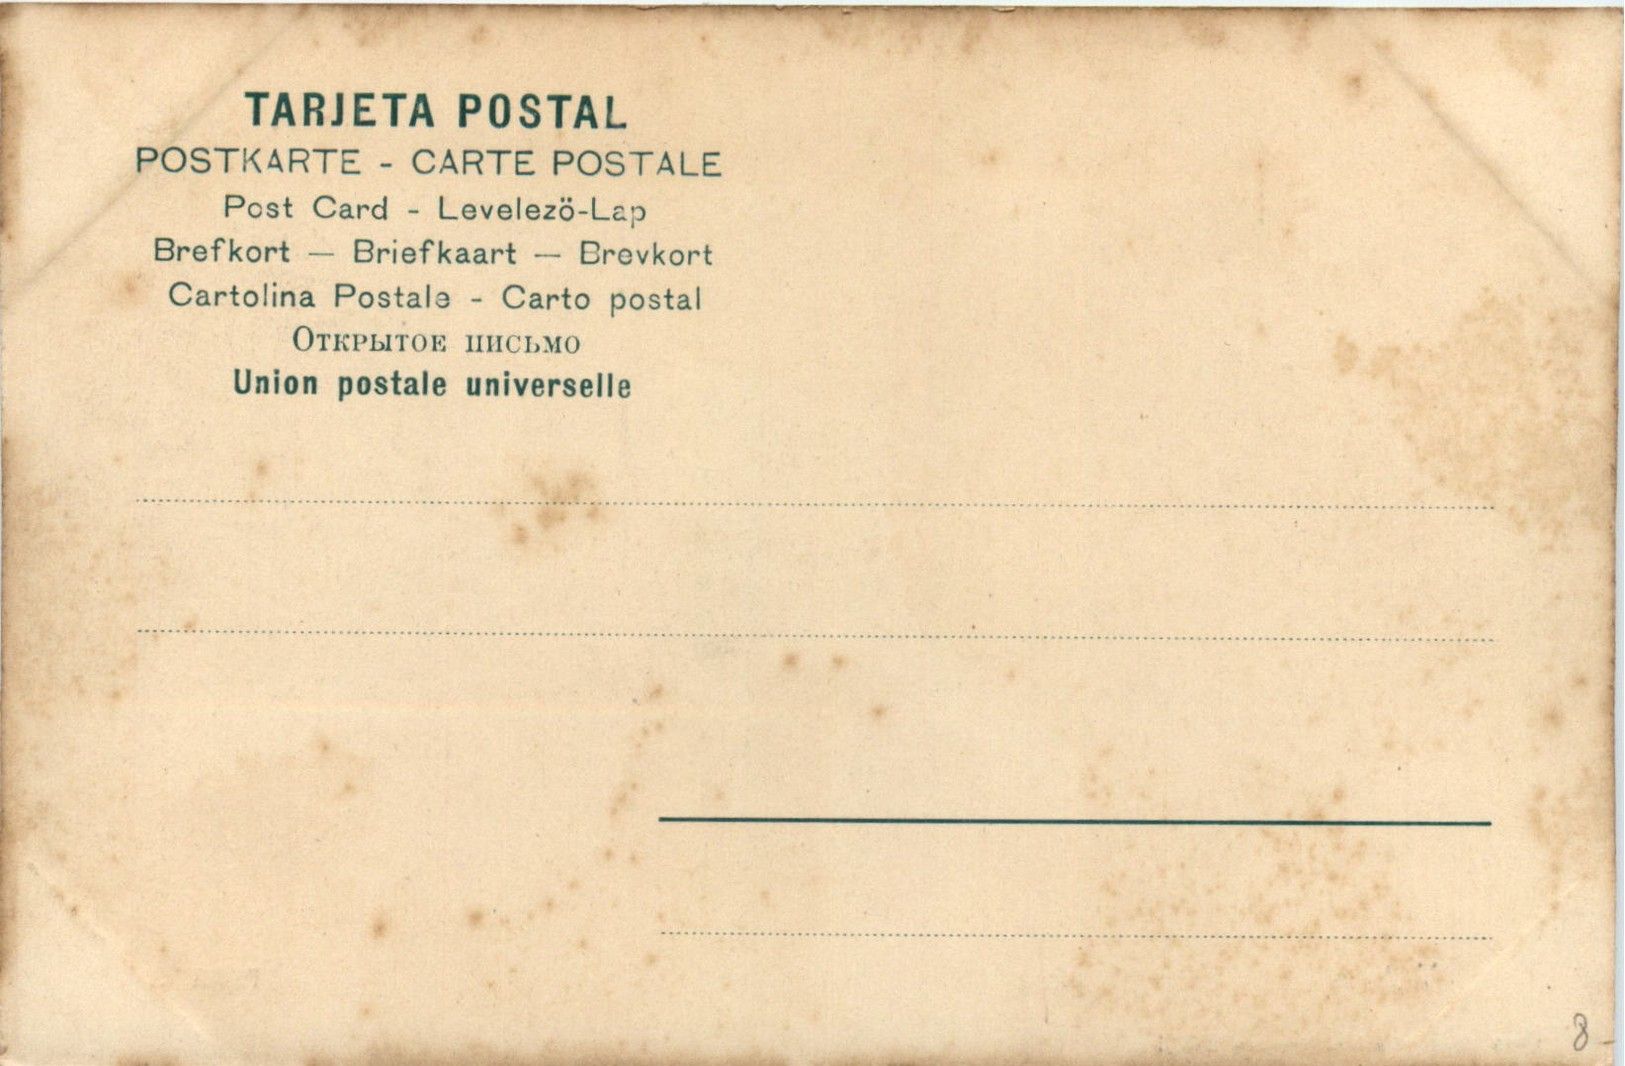 TARJETA POSTAL
POSTKARTE - CARTE POSTALE
Post Card - Levelezö-Lap
Brefkort — Briefkaart — Brevkort
Cartolina Postale - Carto postal
Открытое письмо
Union postale universelle
8-